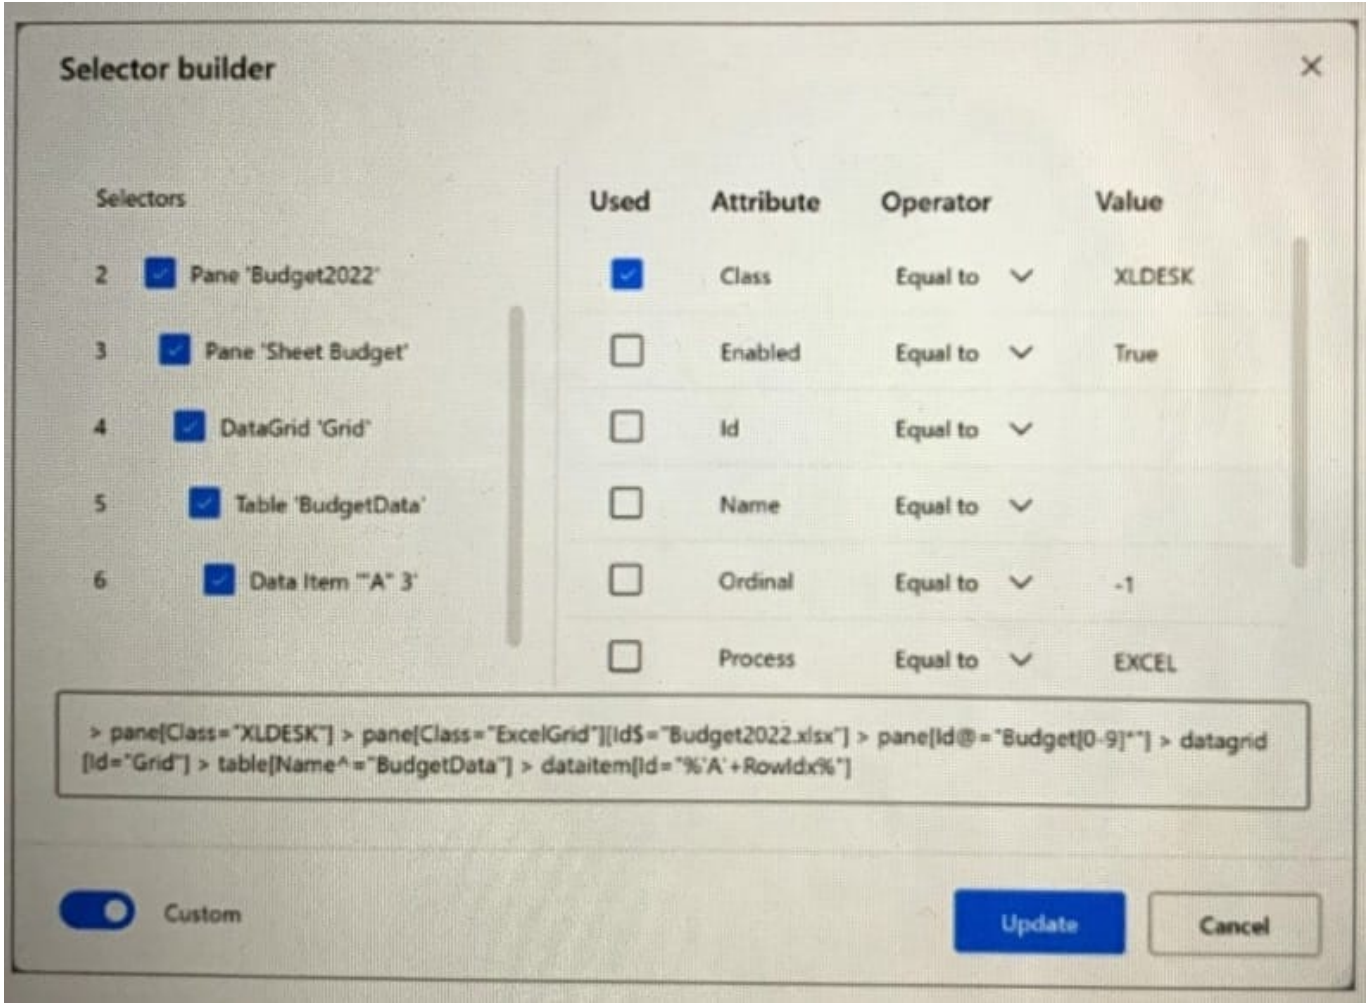 Selector builder
Selectors
Used Attribute Operator Value
2 Pane 'Budget2022'
Class Equal to XLDESK
3 Pane 'Sheet Budget'
Enabled Equal to True
4 DataGrid 'Grid'
Id Equal to
5 Table 'BudgetData'
Name Equal to
6 Data Item '"A" 3'
Ordinal Equal to -1
Process Equal to EXCEL
> pane[Class="XLDESK"] > pane[Class="ExcelGrid"][Id$="Budget2022.xlsx"] > pane[Id@="Budget[0-9]*"] > datagrid
[Id="Grid"] > table[Name^="BudgetData"] > dataitem[Id="%'A'+RowIdx%"]
Custom
Update
Cancel